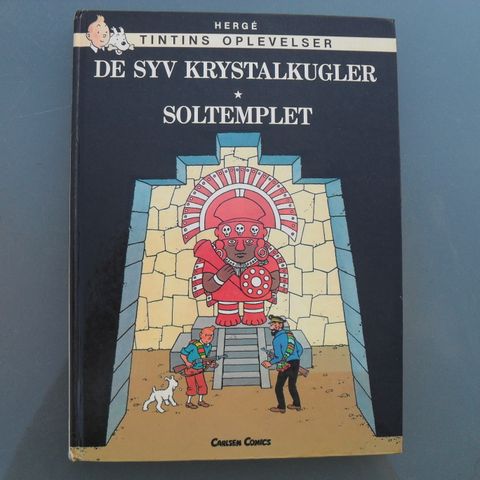 HERGÉ
TINTINS OPLEVELSER
DE SYV KRYSTALKUGLER
★
SOLTEMPLET
CARLSEN COMICS